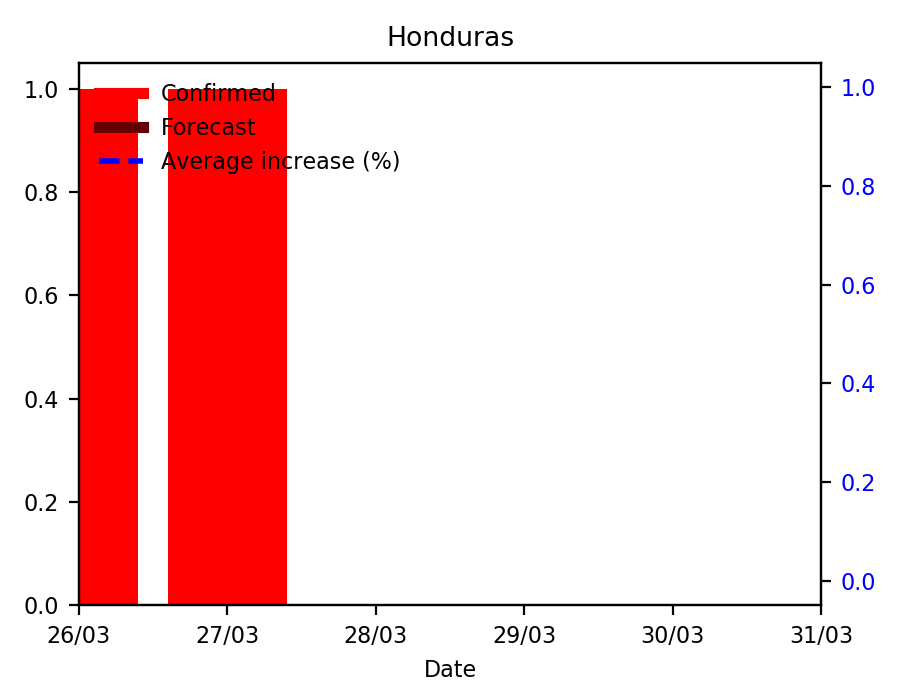 Honduras
1.0 Confirmed 1.0
Forecast
Average increase (%)
0.8 0.8
0.6 0.6
0.4 0.4
0.2 0.2
0.0 0.0
26/03 27/03 28/03 29/03 30/03 31/03
Date